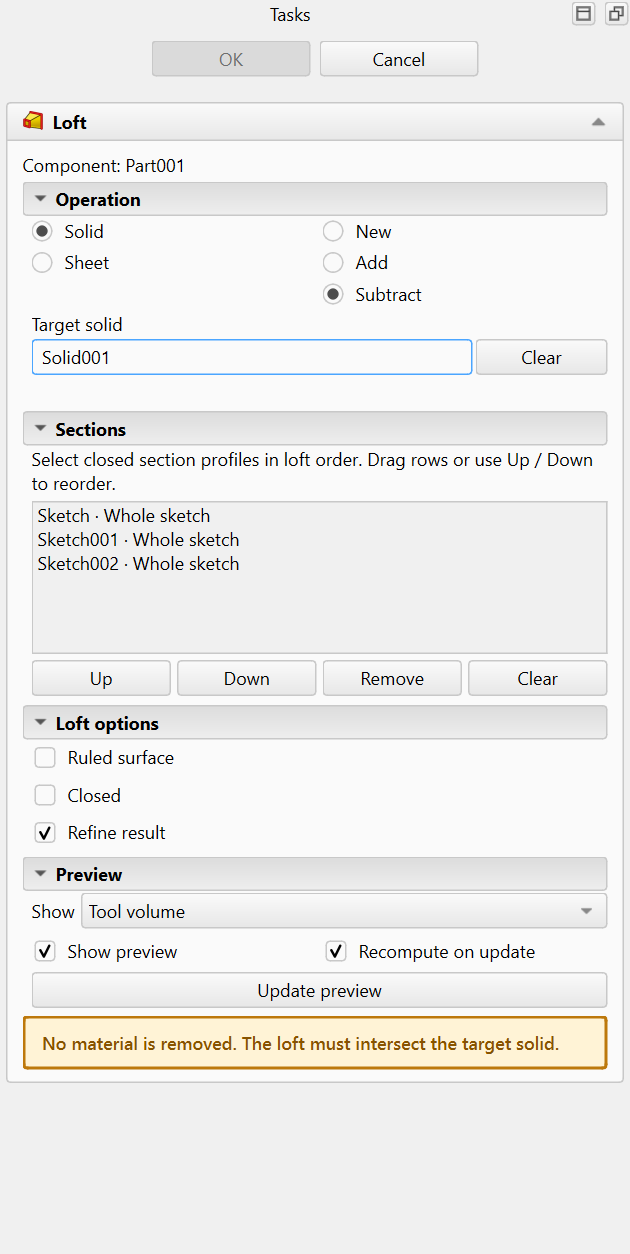 Tasks
OK
Cancel
Loft
Component: Part001
Operation
Solid
New
Sheet
Add
Subtract
Target solid
Solid001
Clear
Sections
Select closed section profiles in loft order. Drag rows or use Up / Down
to reorder.
Sketch · Whole sketch
Sketch001 · Whole sketch
Sketch002 · Whole sketch
Up
Down
Remove
Clear
Loft options
Ruled surface
Closed
Refine result
Preview
Show
Tool volume
Show preview
Recompute on update
Update preview
No material is removed. The loft must intersect the target solid.